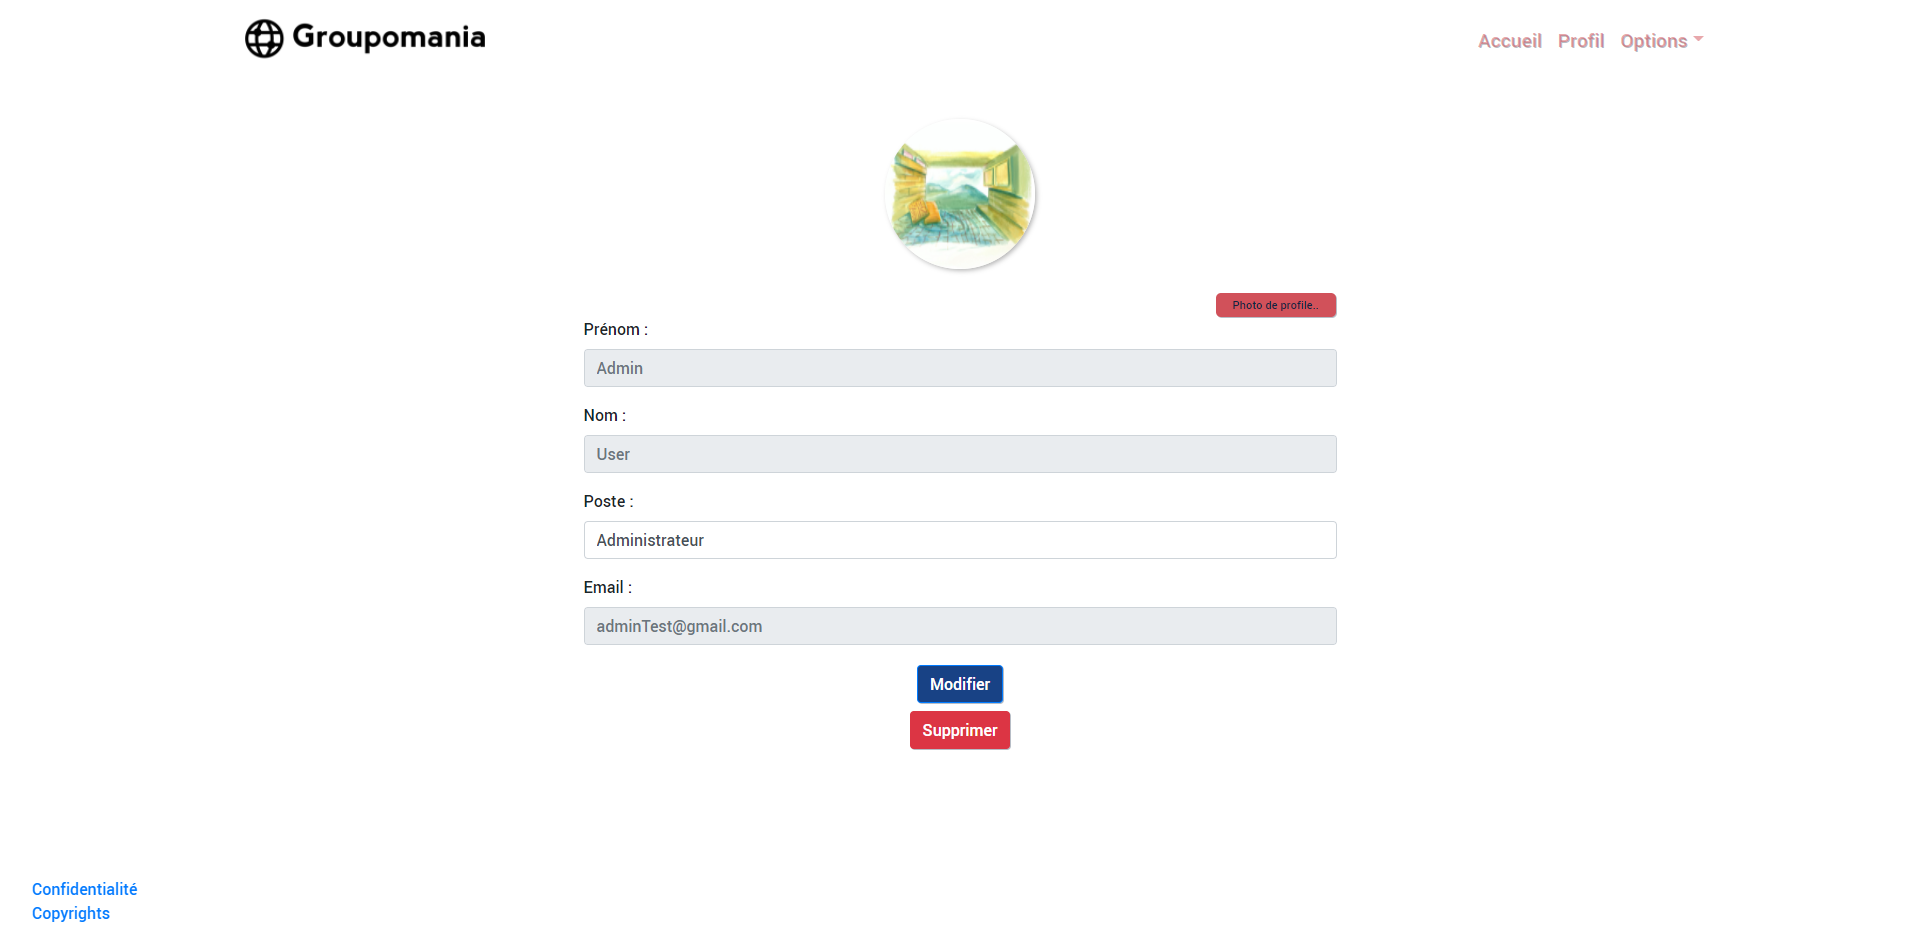 Groupomania
Accueil Profil Options
Photo de profile..
Prénom :
Admin
Nom :
User
Poste :
Administrateur
Email :
adminTest@gmail.com
Modifier
Supprimer
Confidentialité
Copyrights